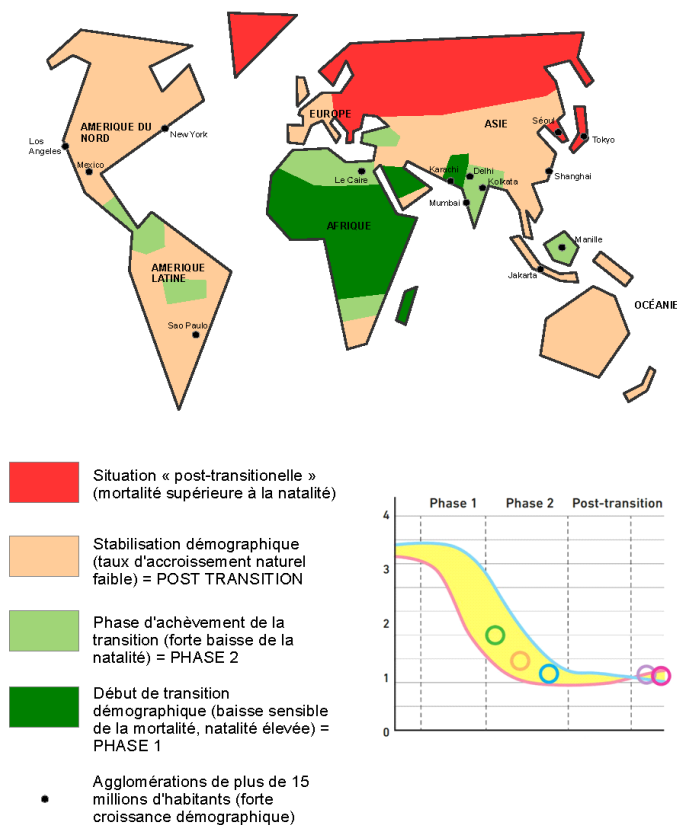 EUROPE
AMERIQUE DU
NORD
ASIE
Séoul
New York
Los
Angeles
Tokyo
Mexico
Le Caire
Karachi
Delhi
Kolkata
Shanghai
Mumbai
AFRIQUE
Manille
AMERIQUE
LATINE
Jakarta
OCÉANIE
Sao Paulo
Situation « post-transitionelle »
(mortalité supérieure à la natalité)
Stabilisation démographique
(taux d'accroissement naturel
faible) = POST TRANSITION
Phase d'achèvement de la
transition (forte baisse de la
natalité) = PHASE 2
Début de transition
démographique (baisse sensible
de la mortalité, natalité élevée) =
PHASE 1
Agglomérations de plus de 15
millions d'habitants (forte
croissance démographique)
Phase 1 Phase 2 Post-transition
4
3
2
1
0